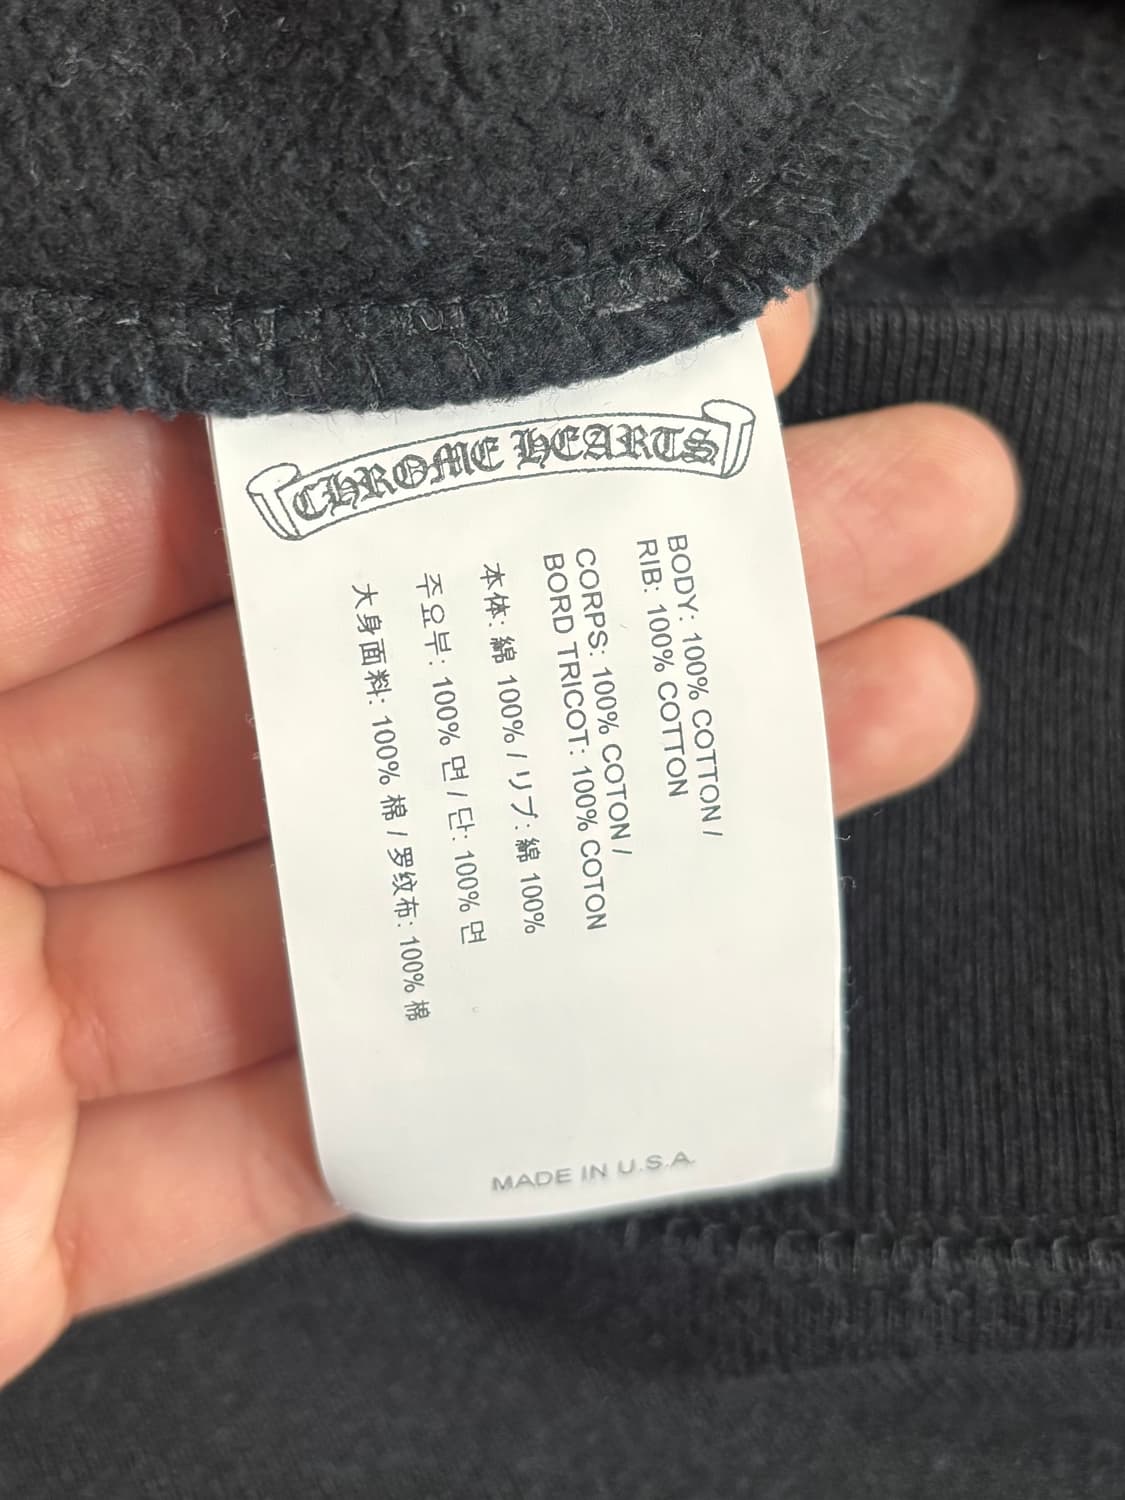 CHROME HEARTS
BODY: 100% COTTON /
RIB: 100% COTTON
CORPS: 100% COTON /
BORD TRICOT: 100% COTON
本体: 綿 100% / リブ: 綿 100%
주요부: 100% 면 / 단: 100% 면
大身面料: 100% 棉 / 罗纹布: 100% 棉
MADE IN U.S.A.